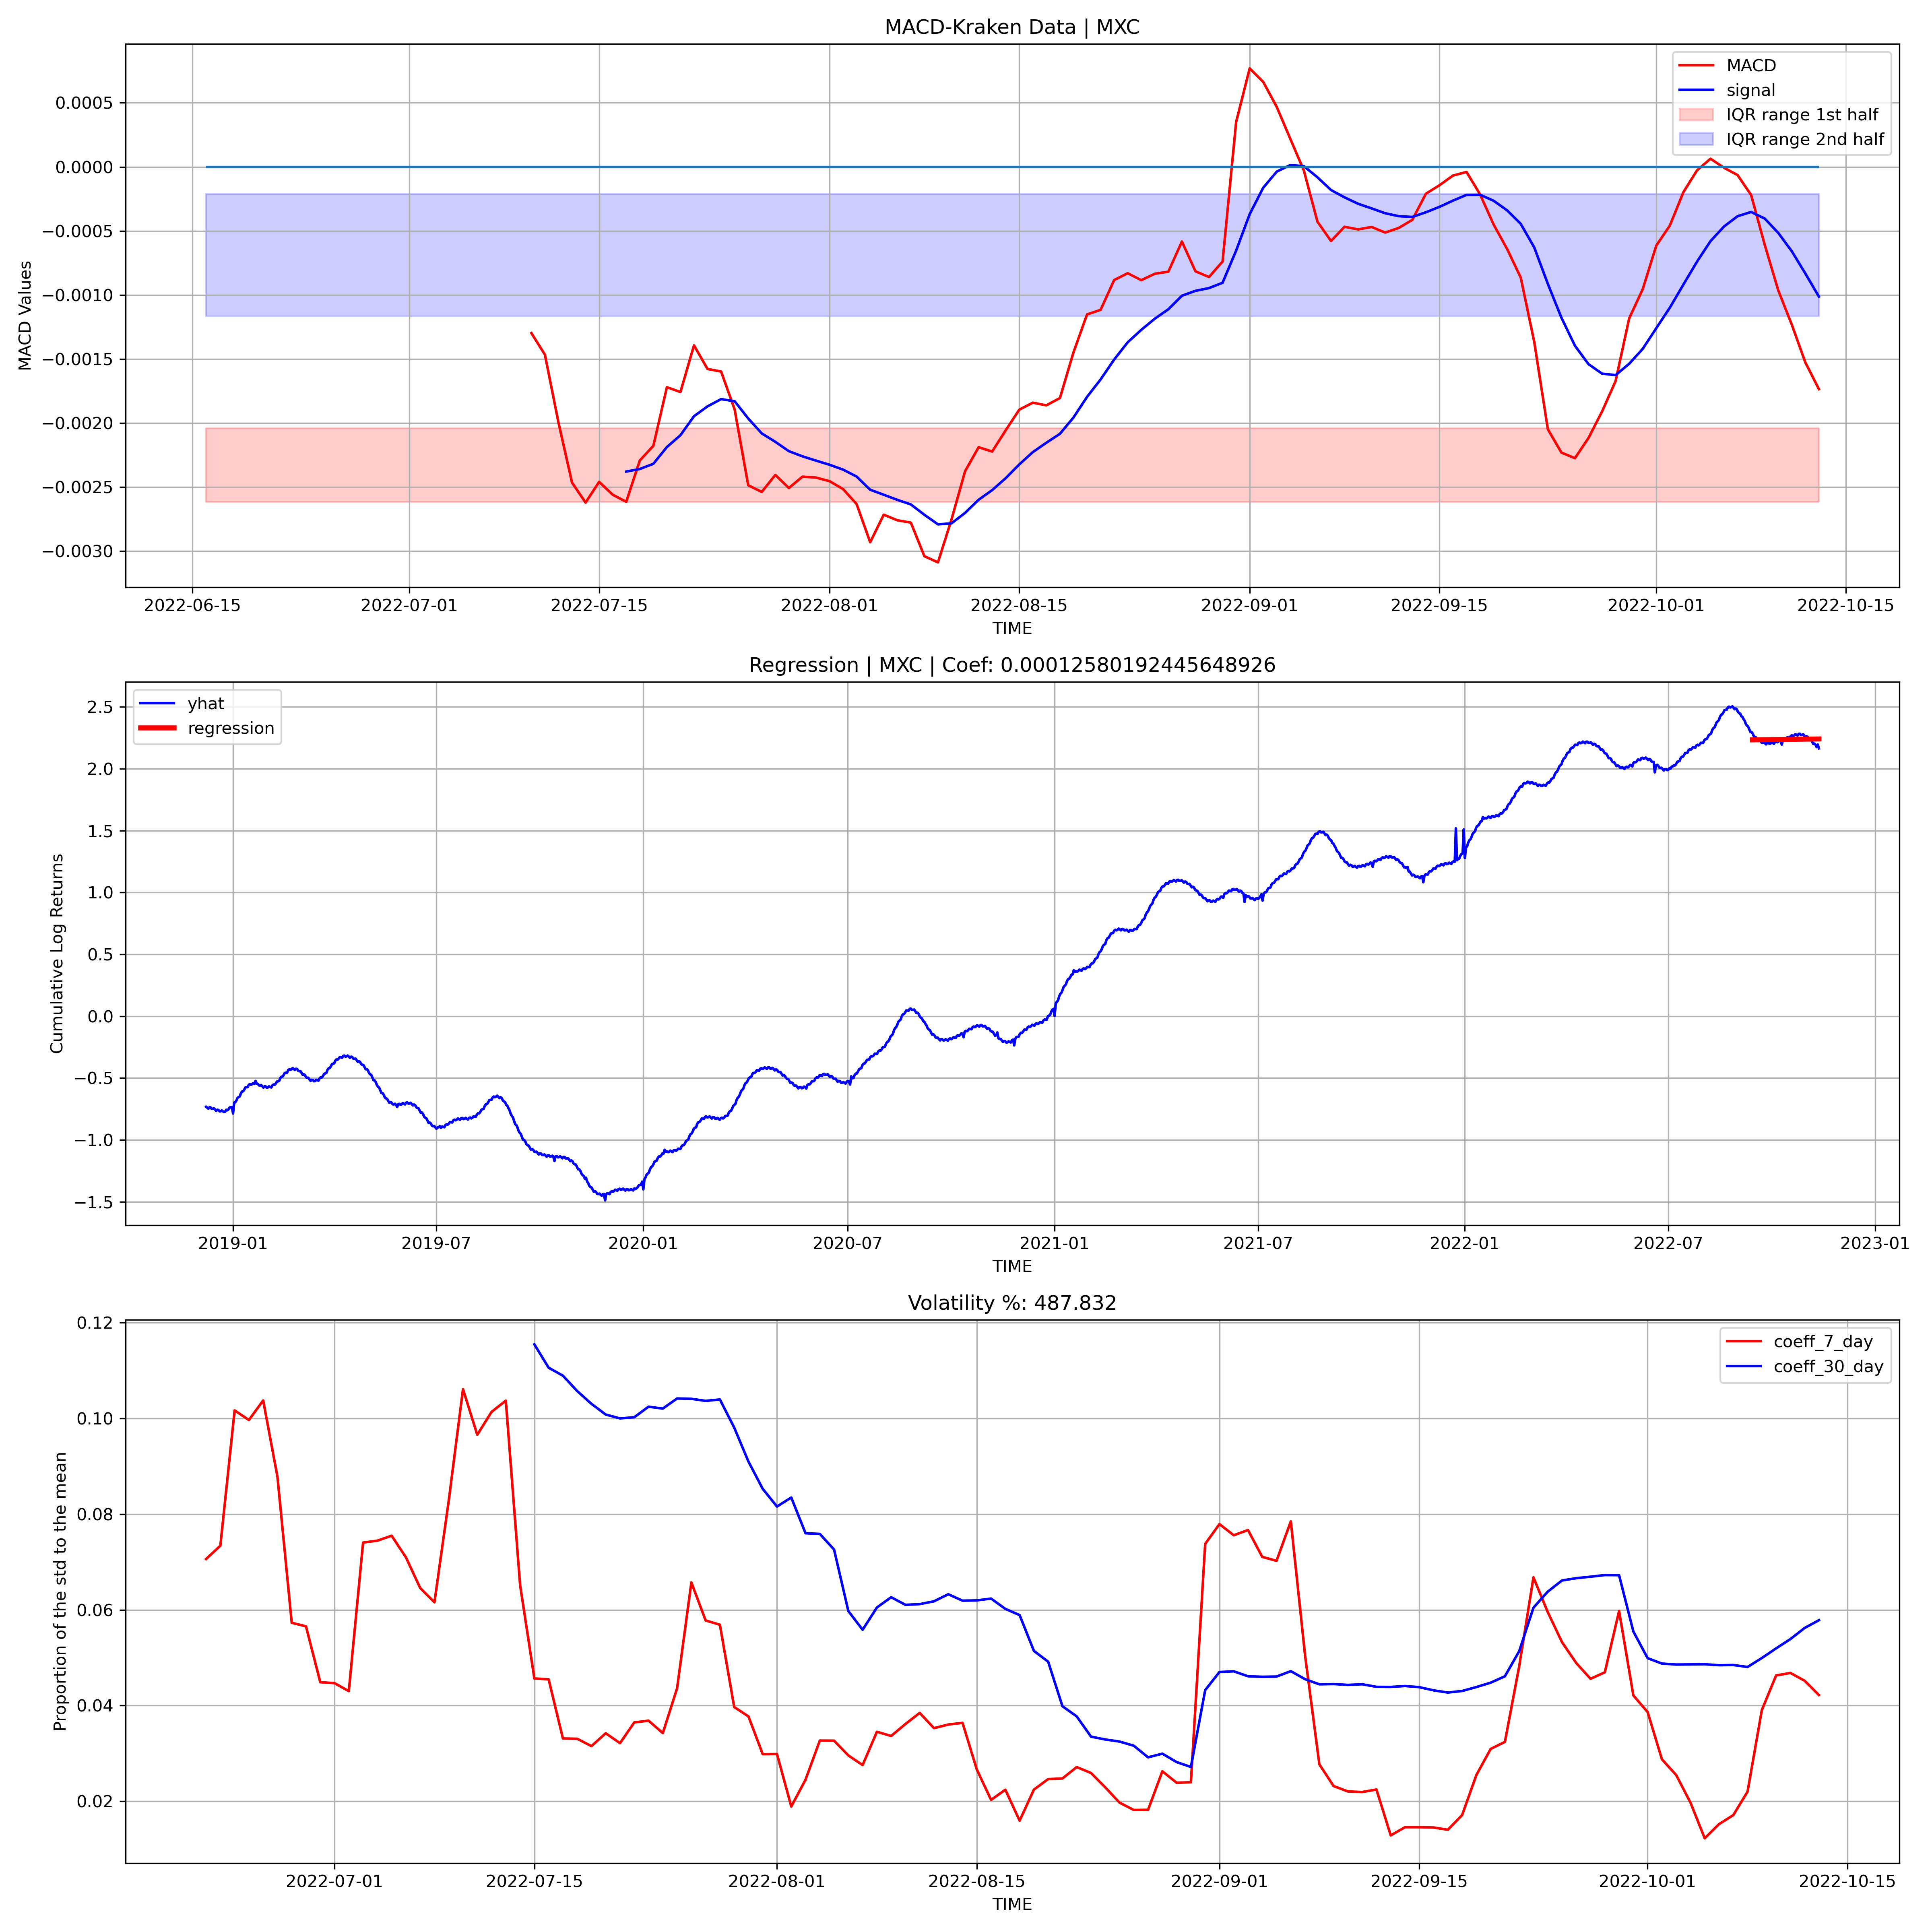 MACD-Kraken Data | MXC
MACD
signal
IQR range 1st half
IQR range 2nd half
MACD Values
0.0005
0.0000
−0.0005
−0.0010
−0.0015
−0.0020
−0.0025
−0.0030
2022-06-15 2022-07-01 2022-07-15 2022-08-01 2022-08-15 2022-09-01 2022-09-15 2022-10-01 2022-10-15
TIME
Regression | MXC | Coef: 0.00012580192445648926
yhat
regression
Cumulative Log Returns
2.5
2.0
1.5
1.0
0.5
0.0
−0.5
−1.0
−1.5
2019-01 2019-07 2020-01 2020-07 2021-01 2021-07 2022-01 2022-07 2023-01
TIME
Volatility %: 487.832
coeff_7_day
coeff_30_day
Proportion of the std to the mean
0.12
0.10
0.08
0.06
0.04
0.02
2022-07-01 2022-07-15 2022-08-01 2022-08-15 2022-09-01 2022-09-15 2022-10-01 2022-10-15
TIME